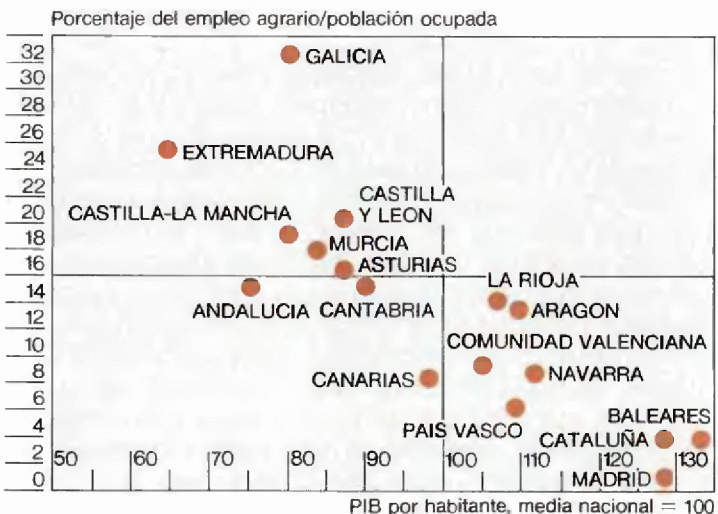 Porcentaje del empleo agrario/población ocupada
32
GALICIA
30
28
26
EXTREMADURA
24
22
CASTILLA
20
CASTILLA-LA MANCHA
Y LEON
18
MURCIA
16
ASTURIAS
LA RIOJA
14
ANDALUCIA CANTABRIA
ARAGON
12
10
COMUNIDAD VALENCIANA
8
CANARIAS
NAVARRA
6
PAIS VASCO
BALEARES
4
CATALUÑA
2
50 60 70 80 90 100 110 120 130
0
MADRID
PIB por habitante, media nacional = 100